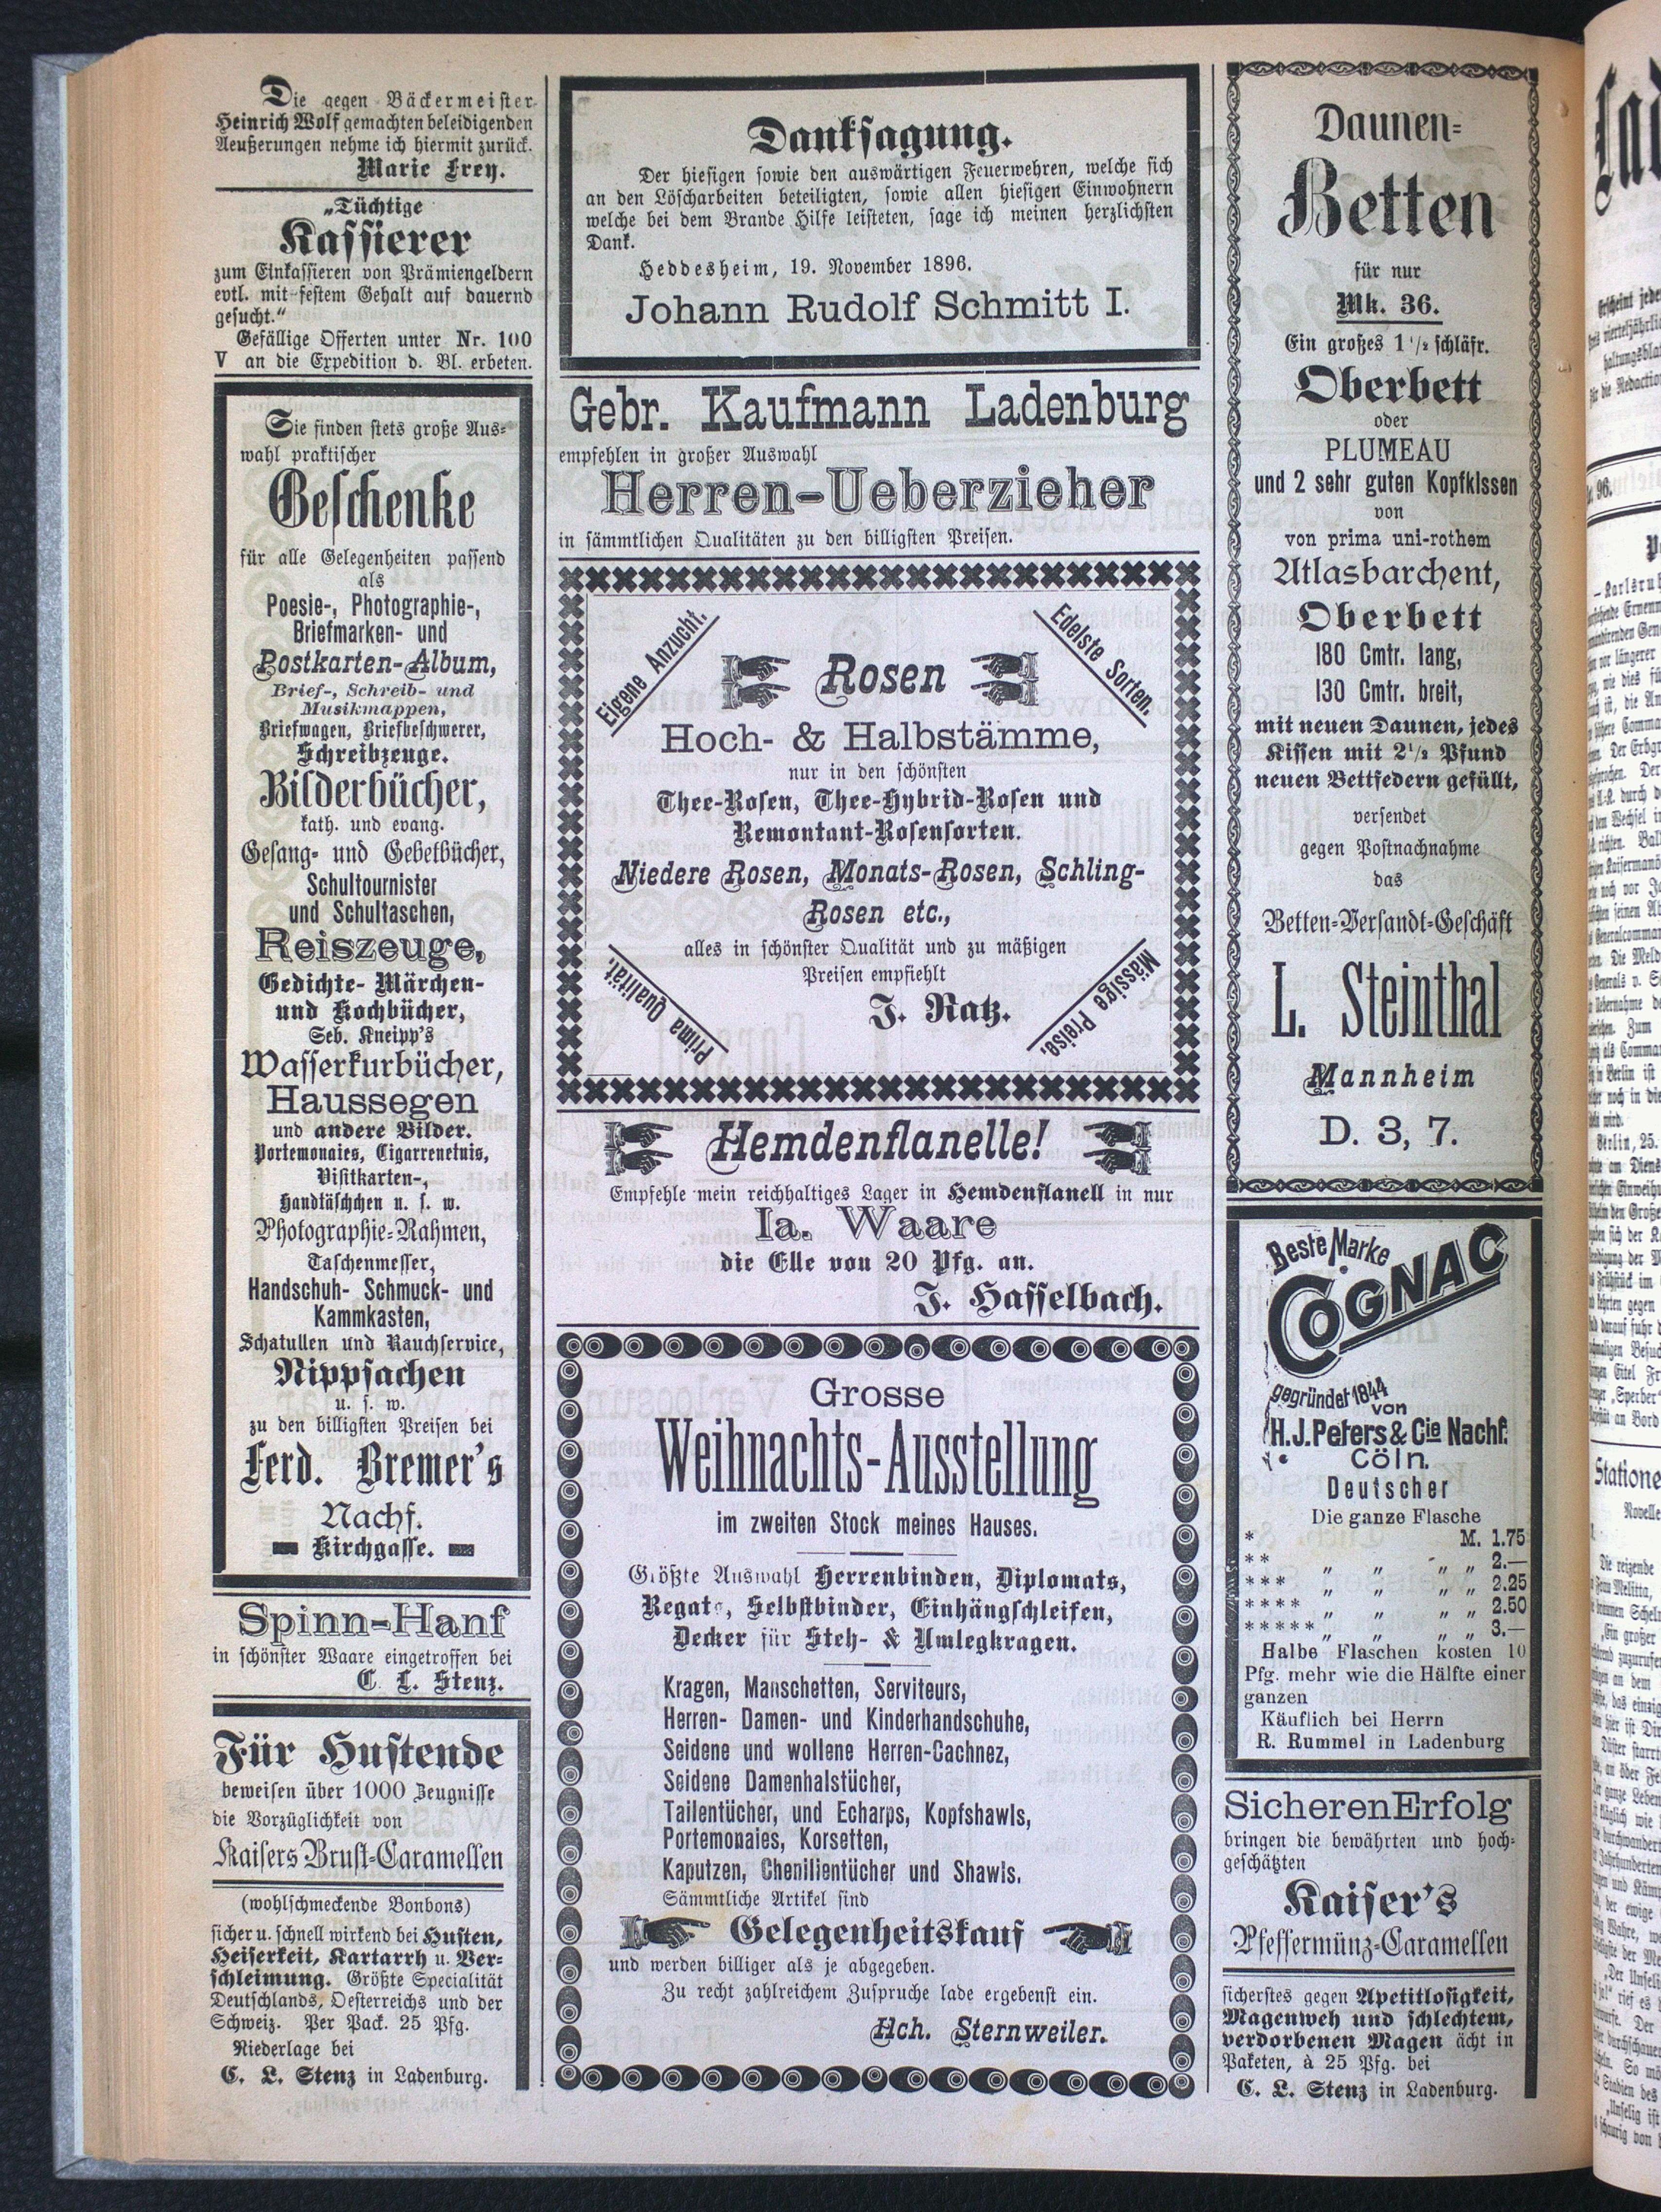 Die gegen Bäckermeister
Heinrich Wolf gemachten beleidigenden
Aeußerungen nehme ich hiermit zurück.
Marie Frey.
„Tüchtige
Kassierer
zum Einkassieren von Prämiengeldern
evtl. mit festem Gehalt auf dauernd
gesucht.“
Gefällige Offerten unter Nr. 100
V an die Expedition d. Bl. erbeten.
Sie finden stets große Aus-
wahl praktischer
Geschenke
für alle Gelegenheiten passend
als
Poesie-, Photographie-,
Briefmarken- und
Postkarten-Album,
Brief-, Schreib- und
Musikmappen,
Briefwagen, Briefbeschwerer,
Schreibzeuge.
Bilderbücher,
kath. und evang.
Gesang- und Gebetbücher,
Schultournister
und Schultaschen,
Reiszeuge,
Gedichte- Märchen-
und Kochbücher,
Seb. Kneipp's
Wasserkurbücher,
Haussegen
und andere Bilder.
Portemonaies, Cigarrenetuis,
Visitkarten-,
Handtäschchen u. s. w.
Photographie-Rahmen,
Taschenmesser,
Handschuh- Schmuck- und
Kammkasten,
Schatullen und Rauchservice,
Nippsachen
u. s. w.
zu den billigsten Preisen bei
Ferd. Bremer's
Nachf.
Kirchgasse.
Spinn-Hanf
in schönster Waare eingetroffen bei
C. L. Stenz.
Für Hustende
beweisen über 1000 Zeugnisse
die Vorzüglichkeit von
Kaisers Brust-Caramellen
(wohlschmeckende Bonbons)
sicher u. schnell wirkend bei Husten,
Heiserkeit, Kartarrh u. Ver-
schleimung. Größte Specialität
Deutschlands, Oesterreichs und der
Schweiz. Per Pack. 25 Pfg.
Niederlage bei
C. L. Stenz in Ladenburg.
Danksagung.
Der hiesigen sowie den auswärtigen Feuerwehren, welche sich
an den Löscharbeiten beteiligten, sowie allen hiesigen Einwohnern
welche bei dem Brande Hilfe leisteten, sage ich meinen herzlichsten
Dank.
Heddesheim, 19. November 1896.
Johann Rudolf Schmitt I.
Gebr. Kaufmann Ladenburg
empfehlen in großer Auswahl
Herren-Ueberzieher
in sämmtlichen Qualitäten zu den billigsten Preisen.
Eigene Anzucht.
Edelste Sorten.
Rosen
Hoch- & Halbstämme,
nur in den schönsten
Thee-Rosen, Thee-Hybrid-Rosen und
Remontant-Rosensorten.
Niedere Rosen, Monats-Rosen, Schling-
Rosen etc.,
alles in schönster Qualität und zu mäßigen
Preisen empfiehlt
J. Ratz.
Prima Qualität.
Mässige Preise.
Hemdenflanelle!
Empfehle mein reichhaltiges Lager in Hemdenflanell in nur
Ia. Waare
die Elle von 20 Pfg. an.
J. Hasselbach.
Grosse
Weihnachts-Ausstellung
im zweiten Stock meines Hauses.
Größte Auswahl Herrenbinden, Diplomats,
Regats, Selbstbinder, Einhängschleifen,
Decker für Steh- & Umlegkragen.
Kragen, Manschetten, Serviteurs,
Herren- Damen- und Kinderhandschuhe,
Seidene und wollene Herren-Cachnez,
Seidene Damenhalstücher,
Tailentücher, und Echarps, Kopfshawls,
Portemonaies, Korsetten,
Kaputzen, Chenilientücher und Shawls.
Sämmtliche Artikel sind
Gelegenheitskauf
und werden billiger als je abgegeben.
Zu recht zahlreichem Zuspruche lade ergebenst ein.
Hch. Sternweiler.
Daunen-
Betten
für nur
Mk. 36.
Ein großes 1 1/2 schläfr.
Oberbett
oder
PLUMEAU
und 2 sehr guten Kopfkissen
von
von prima uni-rothem
Atlasbarchent,
Oberbett
180 Cmtr. lang,
130 Cmtr. breit,
mit neuen Daunen, jedes
Kissen mit 2 1/2 Pfund
neuen Bettfedern gefüllt,
versendet
gegen Postnachnahme
das
Betten-Versandt-Geschäft
L. Steinthal
Mannheim
D. 3, 7.
Beste Marke
COGNAC
gegründet 1844
von
H. J. Peters & Cie Nachf.
Cöln.
Deutscher
Die ganze Flasche
* M. 1.75
** „ „ „ „ 2.—
*** „ „ „ „ 2.25
**** „ „ „ „ 2.50
***** „ „ „ „ 3.—
Halbe Flaschen kosten 10
Pfg. mehr wie die Hälfte einer
ganzen
Käuflich bei Herrn
R. Rummel in Ladenburg
Sicheren Erfolg
bringen die bewährten und hoch-
geschätzten
Kaiser's
Pfeffermünz-Caramellen
sicherstes gegen Apetitlosigkeit,
Magenweh und schlechtem,
verdorbenen Magen ächt in
Paketen, à 25 Pfg. bei
C. L. Stenz in Ladenburg.